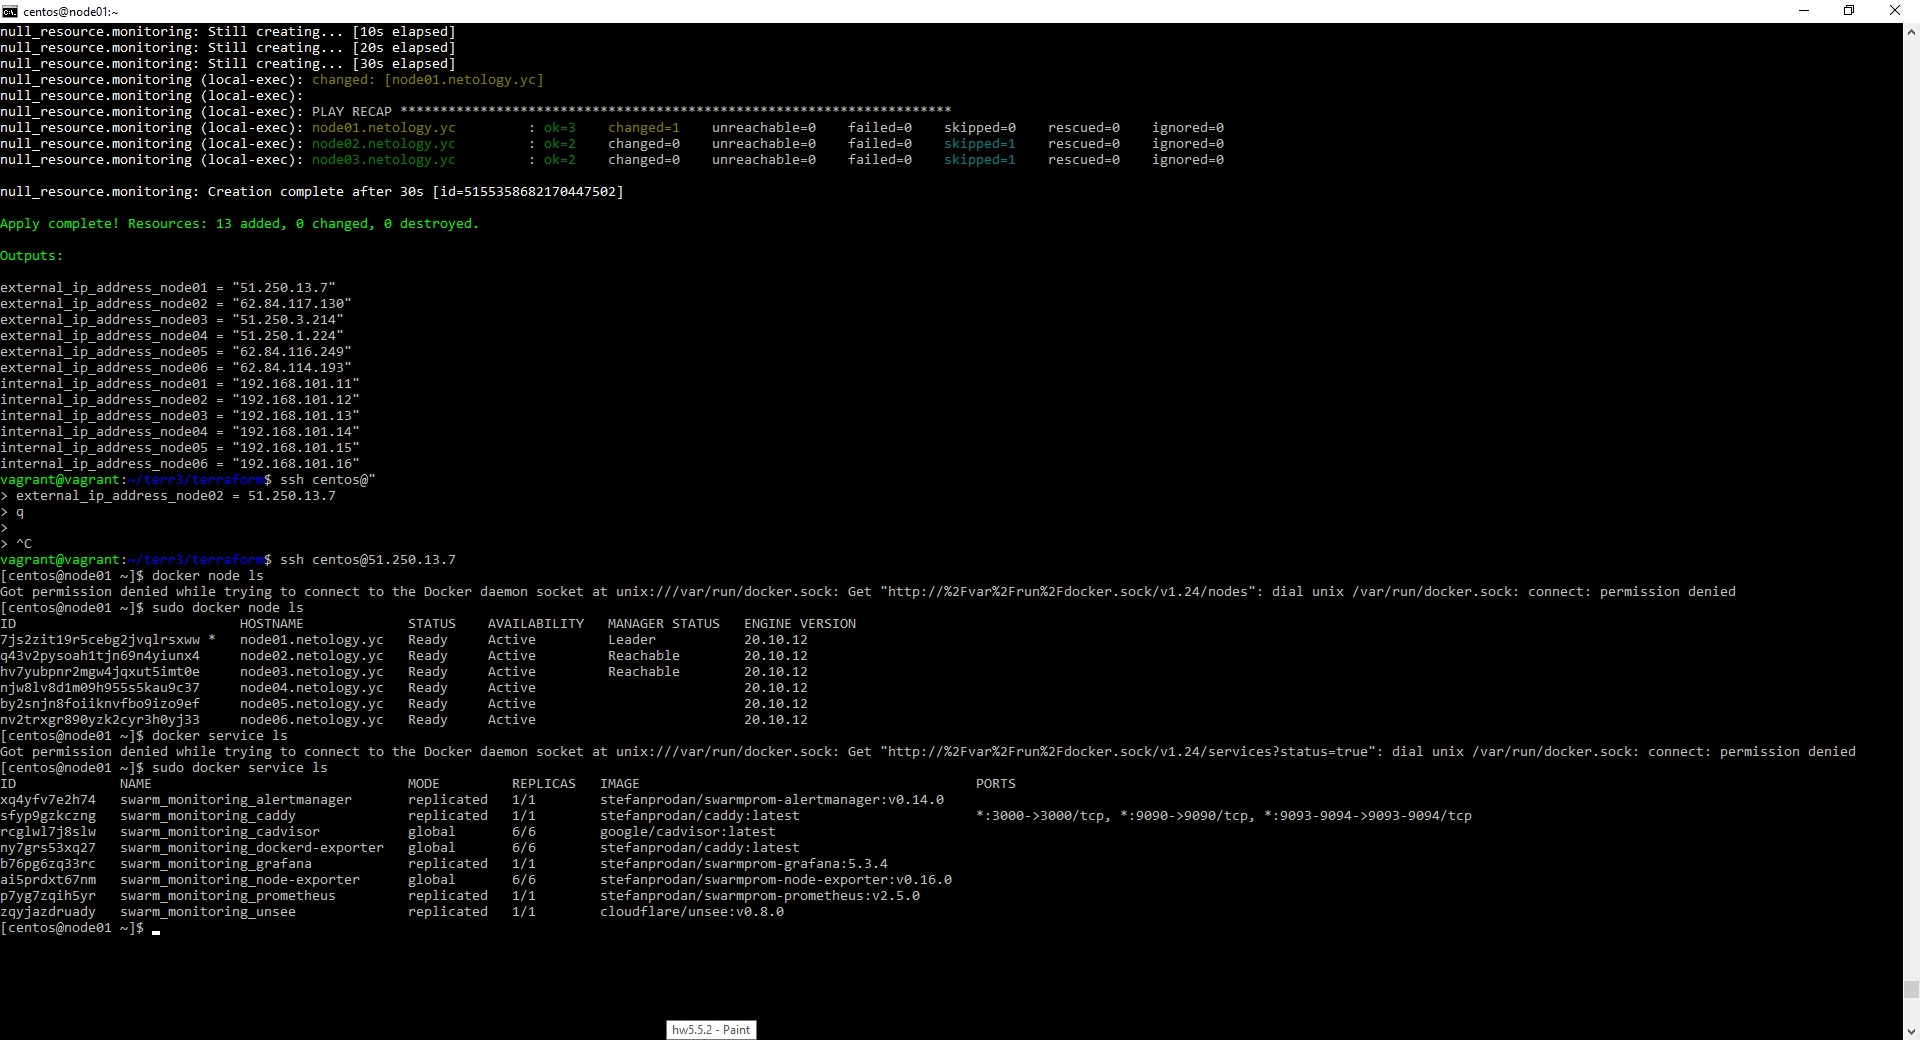 centos@node01:~
null_resource.monitoring: Still creating... [10s elapsed]
null_resource.monitoring: Still creating... [20s elapsed]
null_resource.monitoring: Still creating... [30s elapsed]
null_resource.monitoring (local-exec): changed: [node01.netology.yc]
null_resource.monitoring (local-exec):
null_resource.monitoring (local-exec): PLAY RECAP *********************************************************************
null_resource.monitoring (local-exec): node01.netology.yc         : ok=3    changed=1    unreachable=0    failed=0    skipped=0    rescued=0    ignored=0
null_resource.monitoring (local-exec): node02.netology.yc         : ok=2    changed=0    unreachable=0    failed=0    skipped=1    rescued=0    ignored=0
null_resource.monitoring (local-exec): node03.netology.yc         : ok=2    changed=0    unreachable=0    failed=0    skipped=1    rescued=0    ignored=0
null_resource.monitoring: Creation complete after 30s [id=5155358682170447502]
Apply complete! Resources: 13 added, 0 changed, 0 destroyed.
Outputs:
external_ip_address_node01 = "51.250.13.7"
external_ip_address_node02 = "62.84.117.130"
external_ip_address_node03 = "51.250.3.214"
external_ip_address_node04 = "51.250.1.224"
external_ip_address_node05 = "62.84.116.249"
external_ip_address_node06 = "62.84.114.193"
internal_ip_address_node01 = "192.168.101.11"
internal_ip_address_node02 = "192.168.101.12"
internal_ip_address_node03 = "192.168.101.13"
internal_ip_address_node04 = "192.168.101.14"
internal_ip_address_node05 = "192.168.101.15"
internal_ip_address_node06 = "192.168.101.16"
vagrant@vagrant:~/terr3/terraform$ ssh centos@"
> external_ip_address_node02 = 51.250.13.7
> q
>
> ^C
vagrant@vagrant:~/terr3/terraform$ ssh centos@51.250.13.7
[centos@node01 ~]$ docker node ls
Got permission denied while trying to connect to the Docker daemon socket at unix:///var/run/docker.sock: Get "http://%2Fvar%2Frun%2Fdocker.sock/v1.24/nodes": dial unix /var/run/docker.sock: connect: permission denied
[centos@node01 ~]$ sudo docker node ls
ID                            HOSTNAME             STATUS    AVAILABILITY   MANAGER STATUS   ENGINE VERSION
7js2zit19r5cebg2jvqlrsxww *   node01.netology.yc   Ready     Active         Leader           20.10.12
q43v2pysoah1tjn69n4yiunx4     node02.netology.yc   Ready     Active         Reachable        20.10.12
hv7yubpnr2mgw4jqxut5imt0e     node03.netology.yc   Ready     Active         Reachable        20.10.12
njw8lv8d1m09h955s5kau9c37     node04.netology.yc   Ready     Active                          20.10.12
by2snjn8foiiknvfbo9izo9ef     node05.netology.yc   Ready     Active                          20.10.12
nv2trxgr890yzk2cyr3h0yj33     node06.netology.yc   Ready     Active                          20.10.12
[centos@node01 ~]$ docker service ls
Got permission denied while trying to connect to the Docker daemon socket at unix:///var/run/docker.sock: Get "http://%2Fvar%2Frun%2Fdocker.sock/v1.24/services?status=true": dial unix /var/run/docker.sock: connect: permission denied
[centos@node01 ~]$ sudo docker service ls
ID             NAME                                MODE         REPLICAS   IMAGE                                          PORTS
xq4yfv7e2h74   swarm_monitoring_alertmanager       replicated   1/1        stefanprodan/swarmprom-alertmanager:v0.14.0
sfyp9gzkczng   swarm_monitoring_caddy              replicated   1/1        stefanprodan/caddy:latest                      *:3000->3000/tcp, *:9090->9090/tcp, *:9093-9094->9093-9094/tcp
rcglwl7j8slw   swarm_monitoring_cadvisor           global       6/6        google/cadvisor:latest
ny7grs53xq27   swarm_monitoring_dockerd-exporter   global       6/6        stefanprodan/caddy:latest
b76pg6zq33rc   swarm_monitoring_grafana            replicated   1/1        stefanprodan/swarmprom-grafana:5.3.4
ai5prdxt67nm   swarm_monitoring_node-exporter      global       6/6        stefanprodan/swarmprom-node-exporter:v0.16.0
p7yg7zqih5yr   swarm_monitoring_prometheus         replicated   1/1        stefanprodan/swarmprom-prometheus:v2.5.0
zqyjazdruady   swarm_monitoring_unsee              replicated   1/1        cloudflare/unsee:v0.8.0
[centos@node01 ~]$
hw5.5.2 - Paint